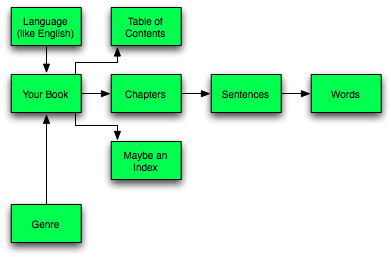 Language
(like English)
Table of
Contents
Your Book
Chapters
Sentences
Words
Maybe an
Index
Genre